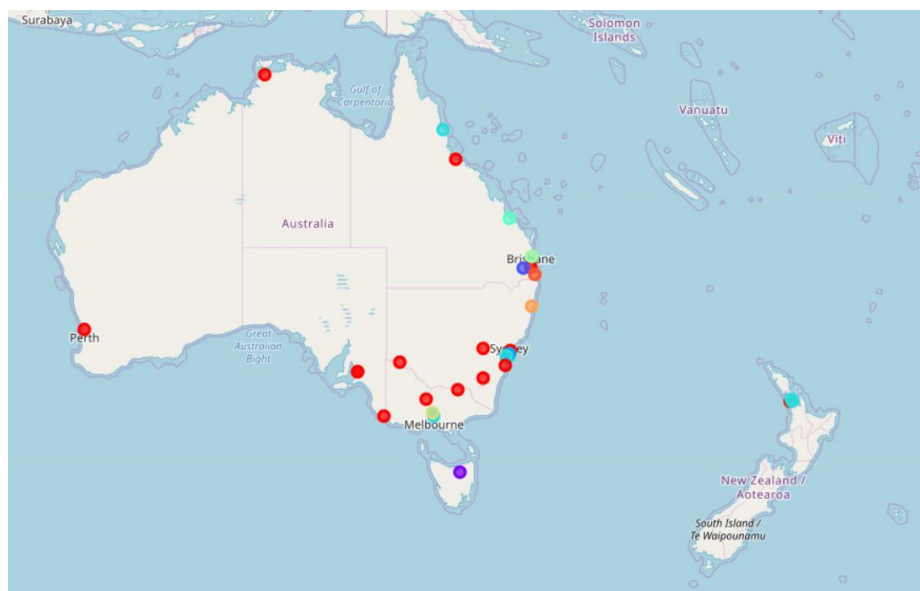 Surabaya
Solomon
Islands
Gulf of
Carpentaria
Vanuatu
Viti
Australia
Brisbane
Perth
Great
Australian
Bight
Sydney
Melbourne
New Zealand /
Aotearoa
South Island /
Te Waipounamu